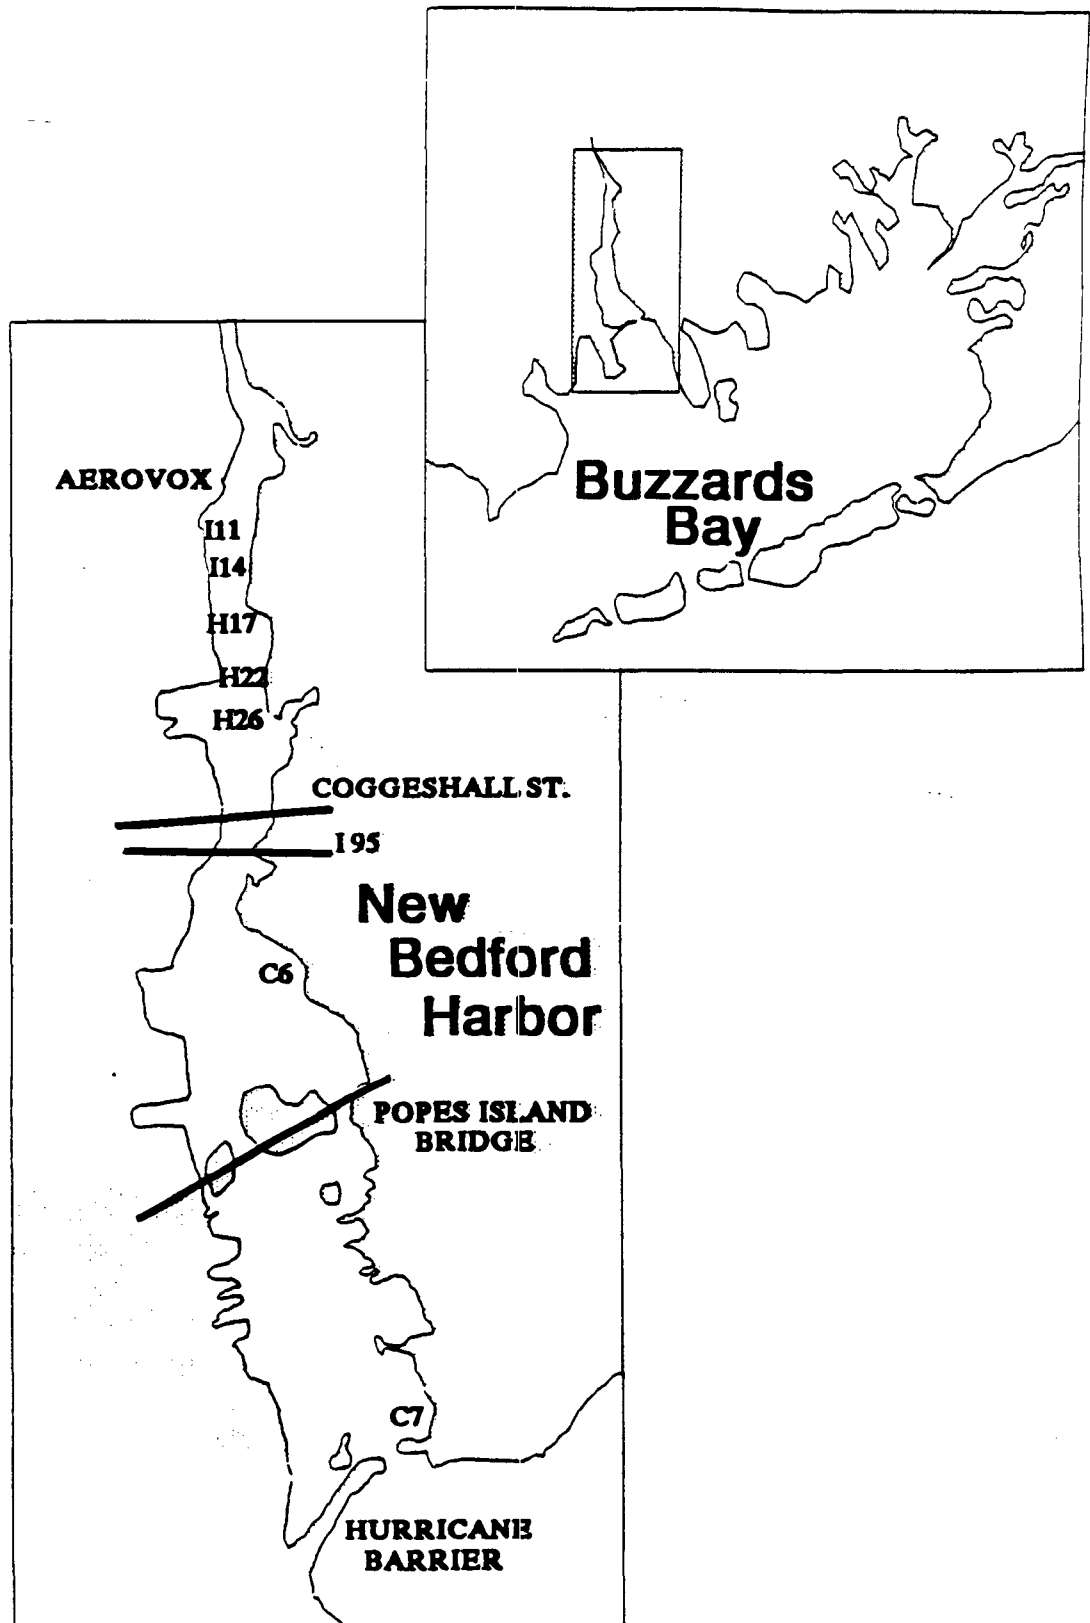 Buzzards
Bay
AEROVOX
I11
I14
H17
H22
H26
COGGESHALL ST.
I 95
New
Bedford
Harbor
C6
POPES ISLAND
BRIDGE
C7
HURRICANE
BARRIER